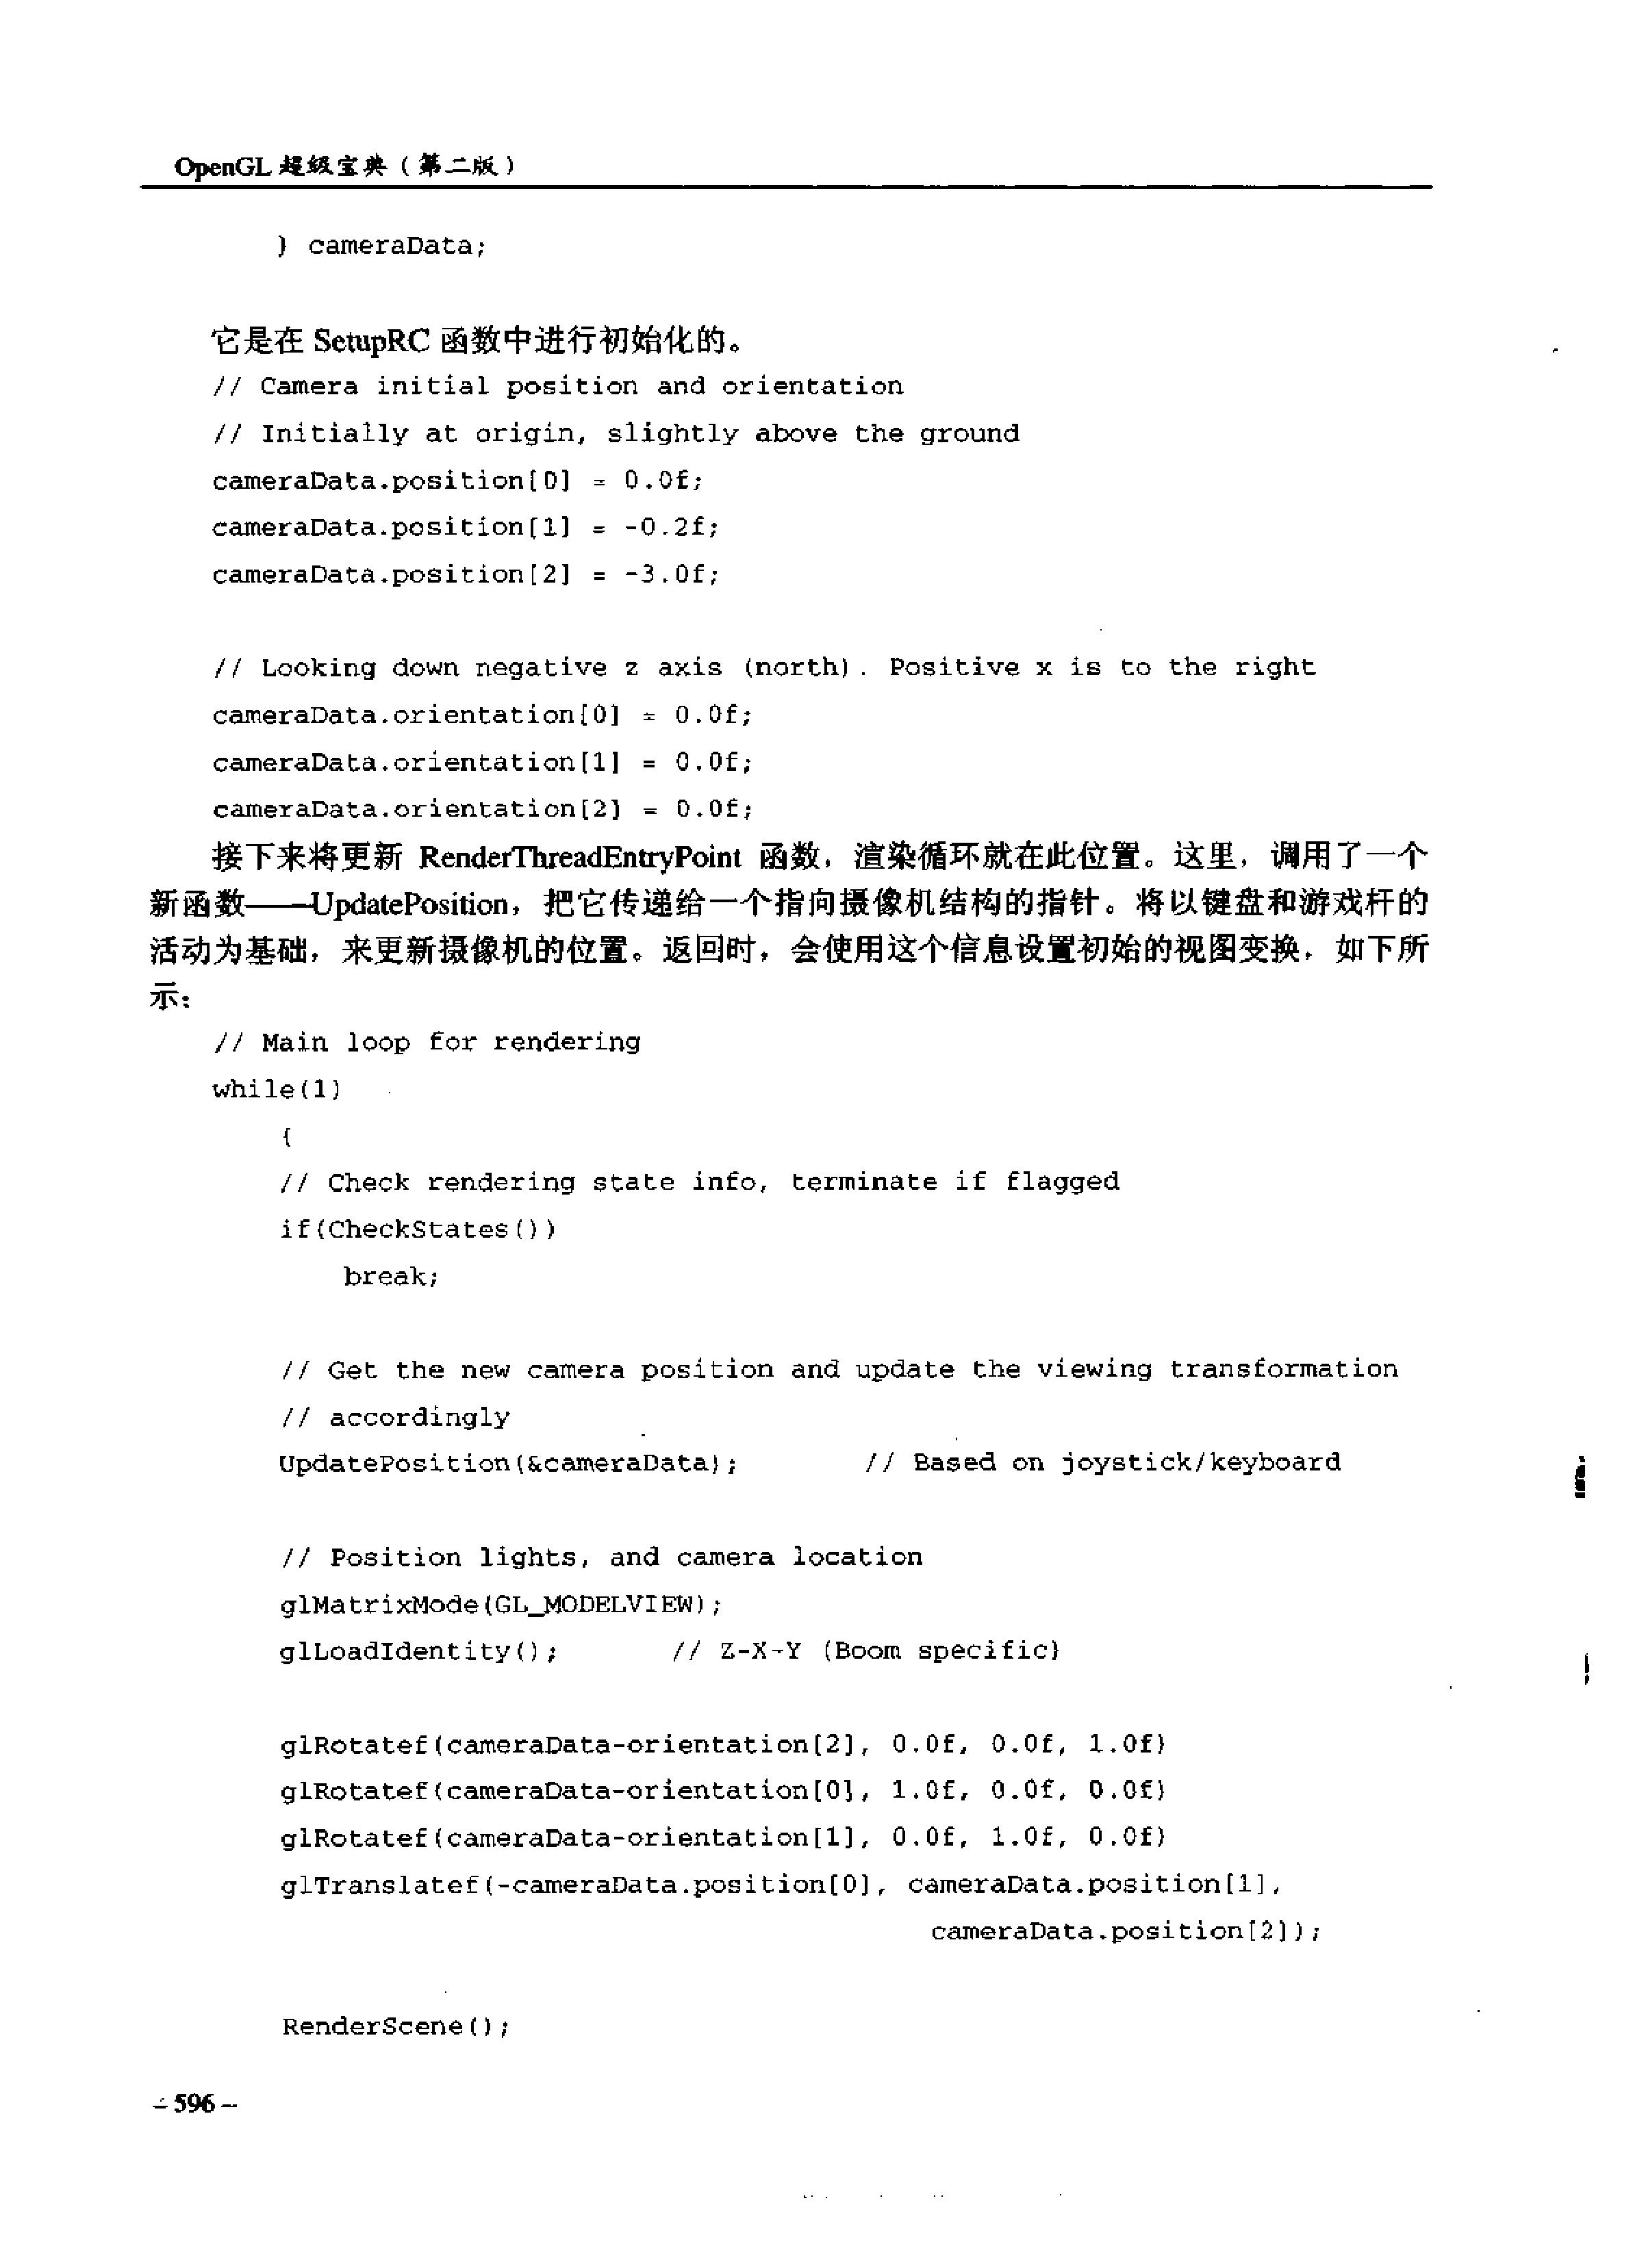 OpenGL 超级宝典（第二版）
} cameraData;
它是在 SetupRC 函数中进行初始化的。
// Camera initial position and orientation
// Initially at origin, slightly above the ground
cameraData.position[0] = 0.0f;
cameraData.position[1] = -0.2f;
cameraData.position[2] = -3.0f;
// Looking down negative z axis (north). Positive x is to the right
cameraData.orientation[0] = 0.0f;
cameraData.orientation[1] = 0.0f;
cameraData.orientation[2] = 0.0f;
接下来将更新 RenderThreadEntryPoint 函数，渲染循环就在此位置。这里，调用了一个
新函数——UpdatePosition，把它传递给一个指向摄像机结构的指针。将以键盘和游戏杆的
活动为基础，来更新摄像机的位置。返回时，会使用这个信息设置初始的视图变换，如下所
示：
// Main loop for rendering
while(1)
{
// Check rendering state info, terminate if flagged
if(CheckStates())
break;
// Get the new camera position and update the viewing transformation
// accordingly
UpdatePosition(&cameraData); // Based on joystick/keyboard
// Position lights, and camera location
glMatrixMode(GL_MODELVIEW);
glLoadIdentity(); // Z-X-Y (Boom specific)
glRotatef(cameraData-orientation[2], 0.0f, 0.0f, 1.0f)
glRotatef(cameraData-orientation[0], 1.0f, 0.0f, 0.0f)
glRotatef(cameraData-orientation[1], 0.0f, 1.0f, 0.0f)
glTranslatef(-cameraData.position[0], cameraData.position[1],
cameraData.position[2]);
RenderScene();
– 596 –